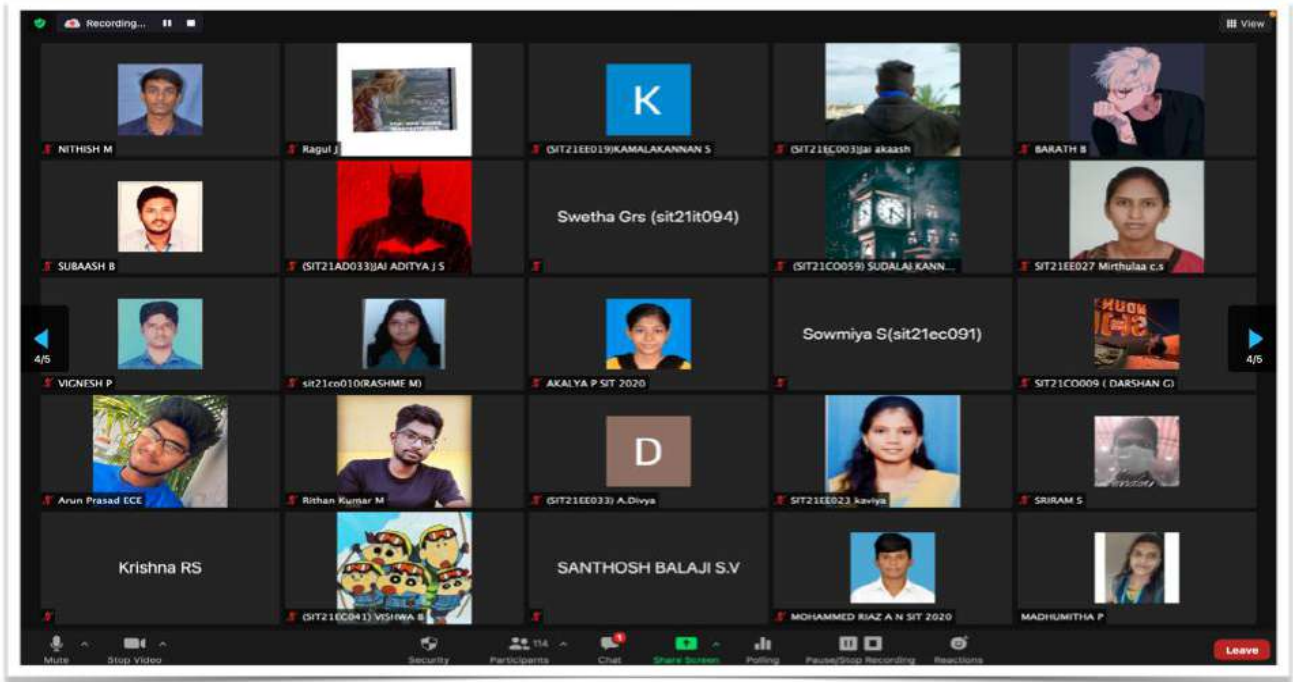 Recording...
View
NITHISH M
Ragul J
K
(SIT21EE019)KAMALAKANNAN S
(SIT21EC003)Jai akaash
BARATH B
SUBAASH B
(SIT21AD033)JAI ADITYA J S
Swetha Grs (sit21it094)
(SIT21CO059) SUDALAI KANN...
SIT21EE027 Mirthulaa c.s
4/5
VIGNESH P
sit21co010(RASHME M)
AKALYA P SIT 2020
Sowmiya S(sit21ec091)
SIT21CO009 ( DARSHAN G)
4/5
Arun Prasad ECE
Rithan Kumar M
D
(SIT21EE033) A.Divya
SIT21EE023 kaviya
SRIRAM S
Krishna RS
(SIT21EC041) VISHWA B
SANTHOSH BALAJI S.V
MOHAMMED RIAZ A N SIT 2020
MADHUMITHA P
Mute
Stop Video
Security
114
Participants
1
Chat
Share Screen
Polling
Pause/Stop Recording
Reactions
Leave